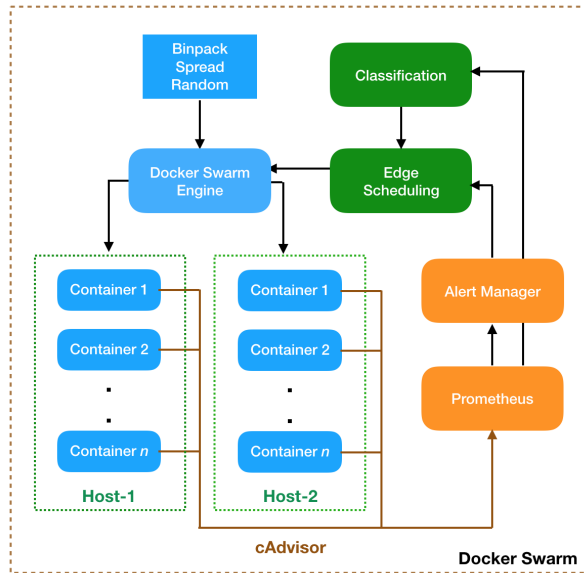 Binpack
Spread
Random
Classification
Docker Swarm
Engine
Edge
Scheduling
Container 1
Container 1
Alert Manager
Container 2
Container 2
Prometheus
Container n
Container n
Host-1
Host-2
cAdvisor
Docker Swarm